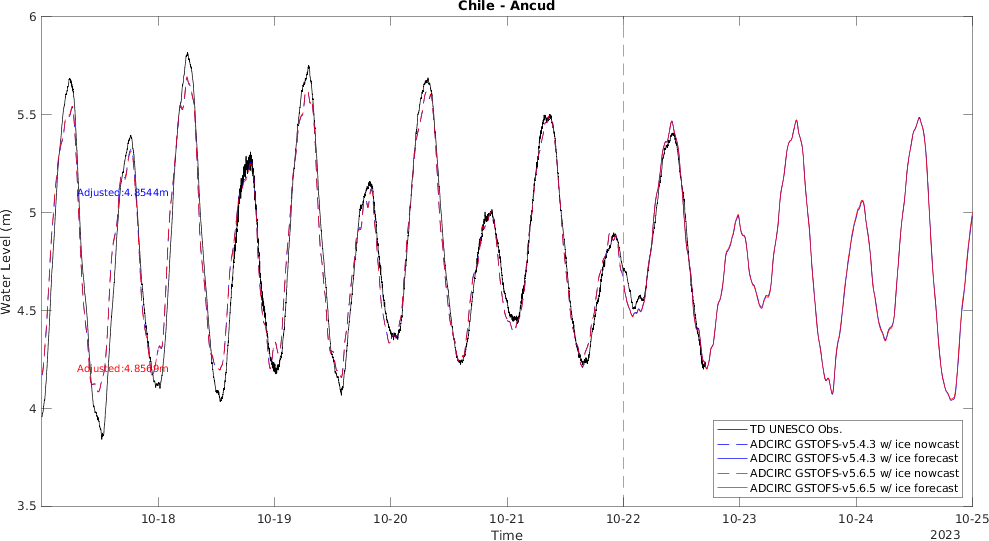 Chile - Ancud
6
5.5
5
4.5
4
3.5
Water Level (m)
Adjusted:4.8544m
Adjusted:4.8569m
TD UNESCO Obs.
ADCIRC GSTOFS-v5.4.3 w/ ice nowcast
ADCIRC GSTOFS-v5.4.3 w/ ice forecast
ADCIRC GSTOFS-v5.6.5 w/ ice nowcast
ADCIRC GSTOFS-v5.6.5 w/ ice forecast
10-18 10-19 10-20 10-21 10-22 10-23 10-24 10-25
Time
2023